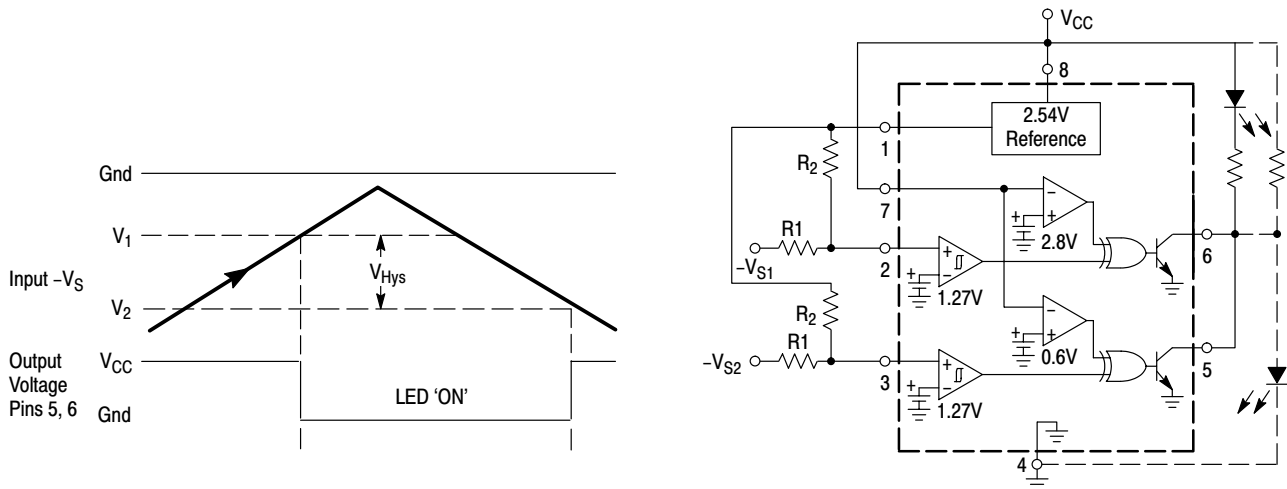 Gnd
V1
Input –VS
VHys
V2
Output
Voltage
Pins 5, 6
VCC
Gnd
LED ‘ON’
VCC
8
2.54V
Reference
1
R2
7
–
+
+
2.8V
6
R1
–VS1
2
+
–
+
1.27V
R2
–
+
+
0.6V
5
R1
–VS2
3
+
–
+
1.27V
4